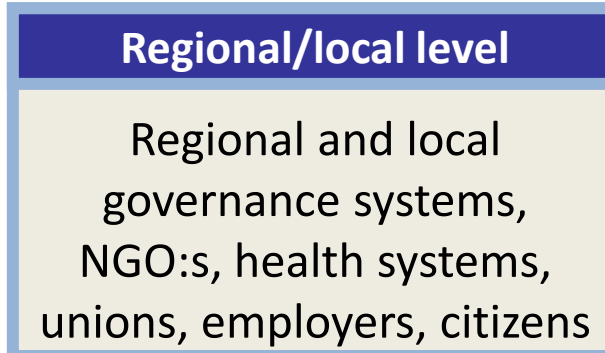 Regional/local level
Regional and local
governance systems,
NGO:s, health systems,
unions, employers, citizens